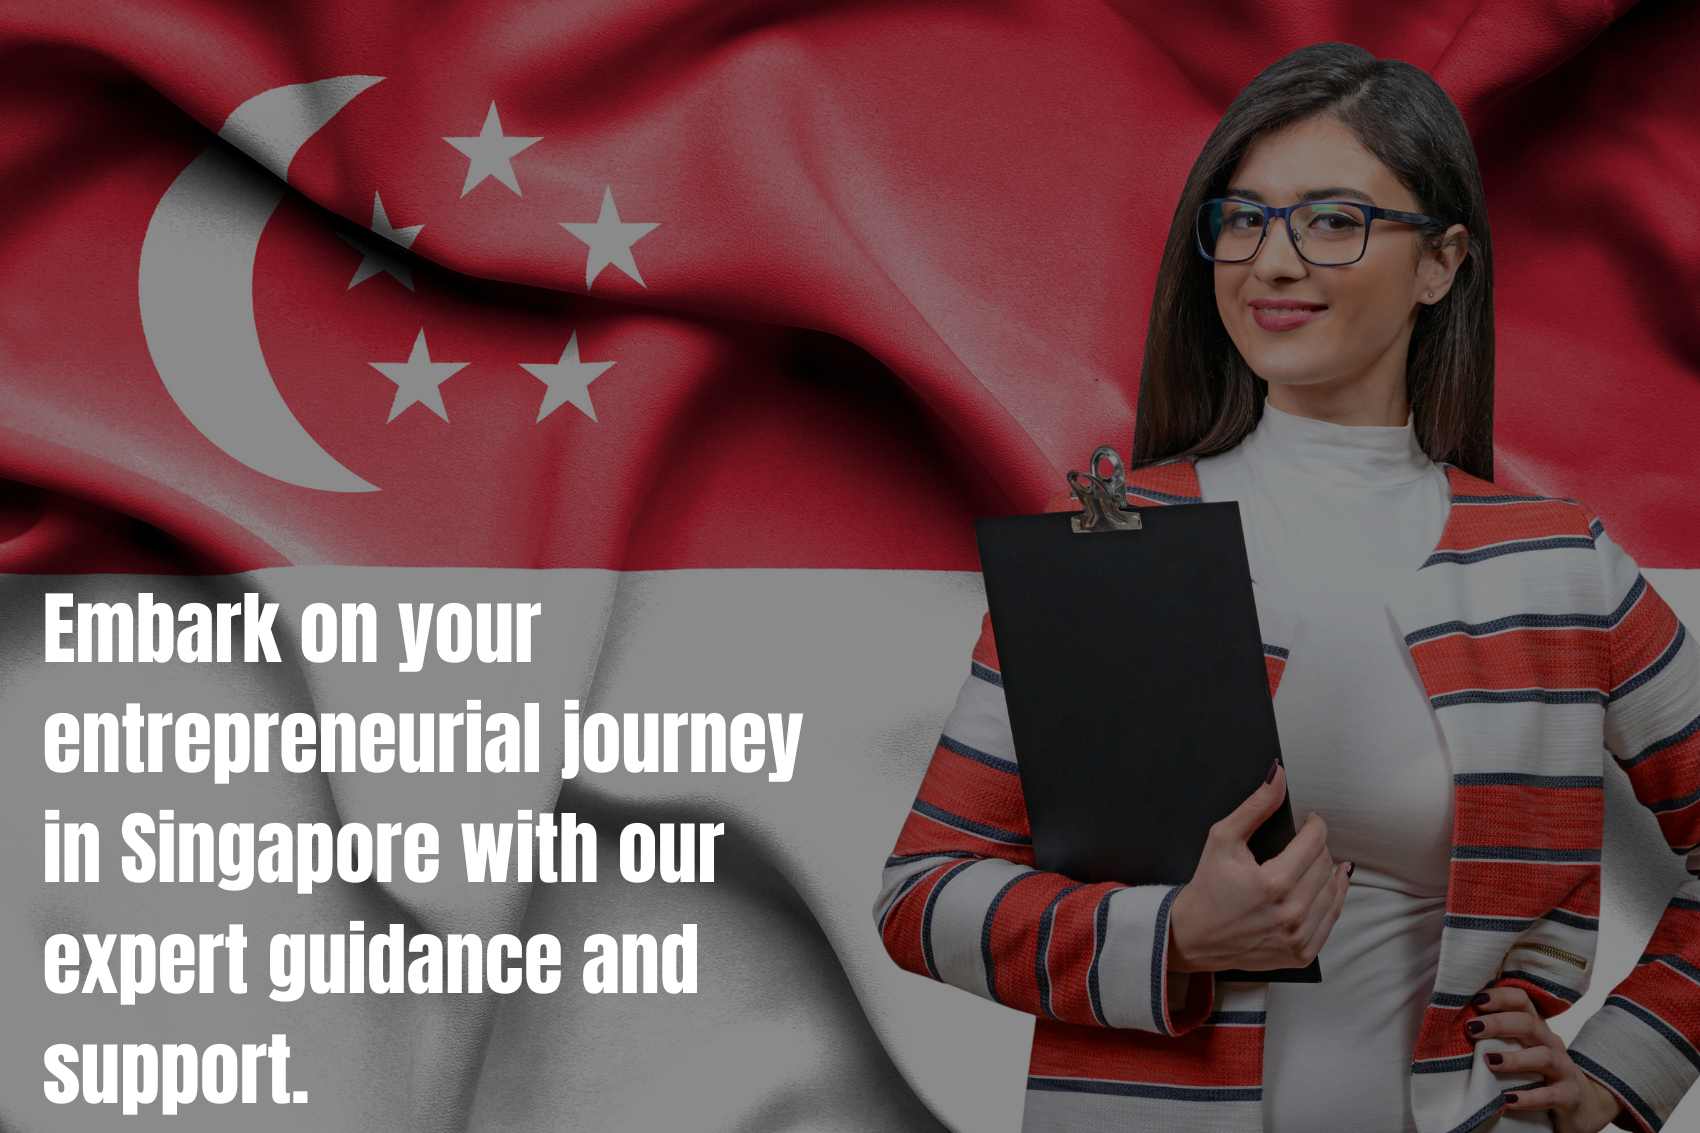 Embark on your
entrepreneurial journey
in Singapore with our
expert guidance and
support.